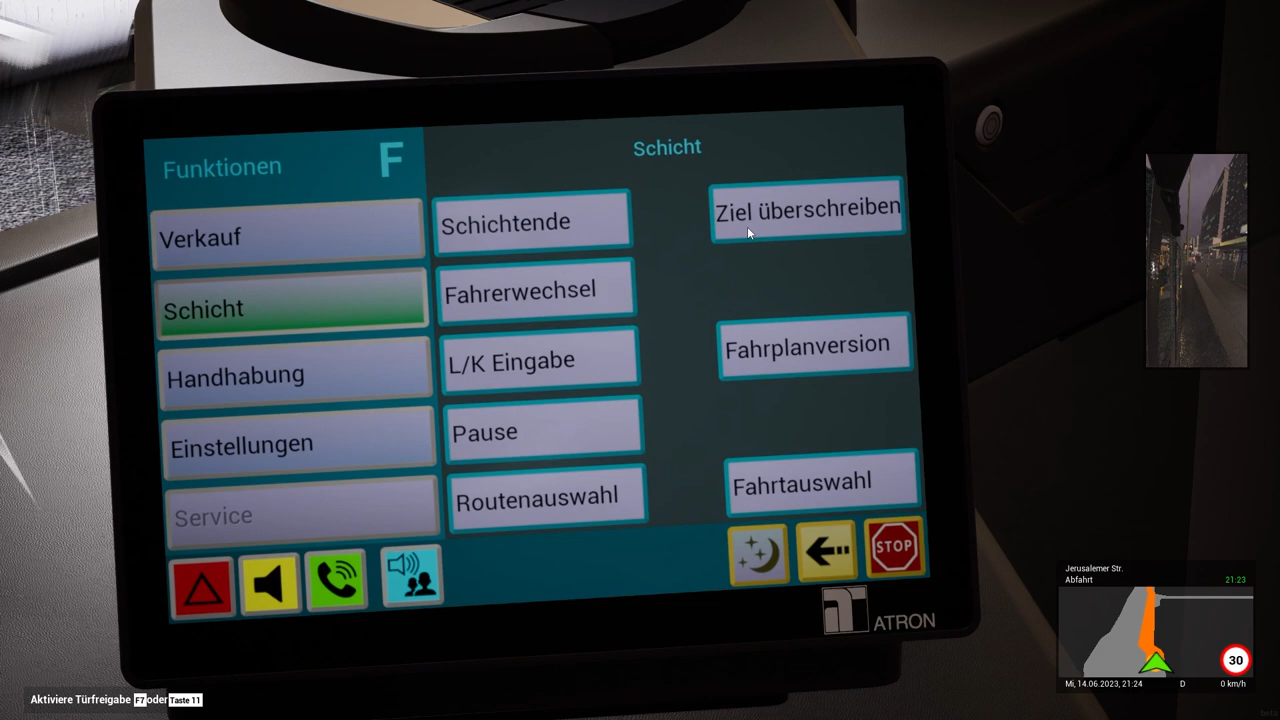 Funktionen F
Schicht
Verkauf
Schicht
Handhabung
Einstellungen
Service
Schichtende
Fahrerwechsel
L/K Eingabe
Pause
Routenauswahl
Ziel überschreiben
Fahrplanversion
Fahrtauswahl
STOP
ATRON
Jerusalemer Str.
Abfahrt 21:23
30
Mi, 14.06.2023, 21:24 D 0 km/h
Aktiviere Türfreigabe F7 oder Taste 11